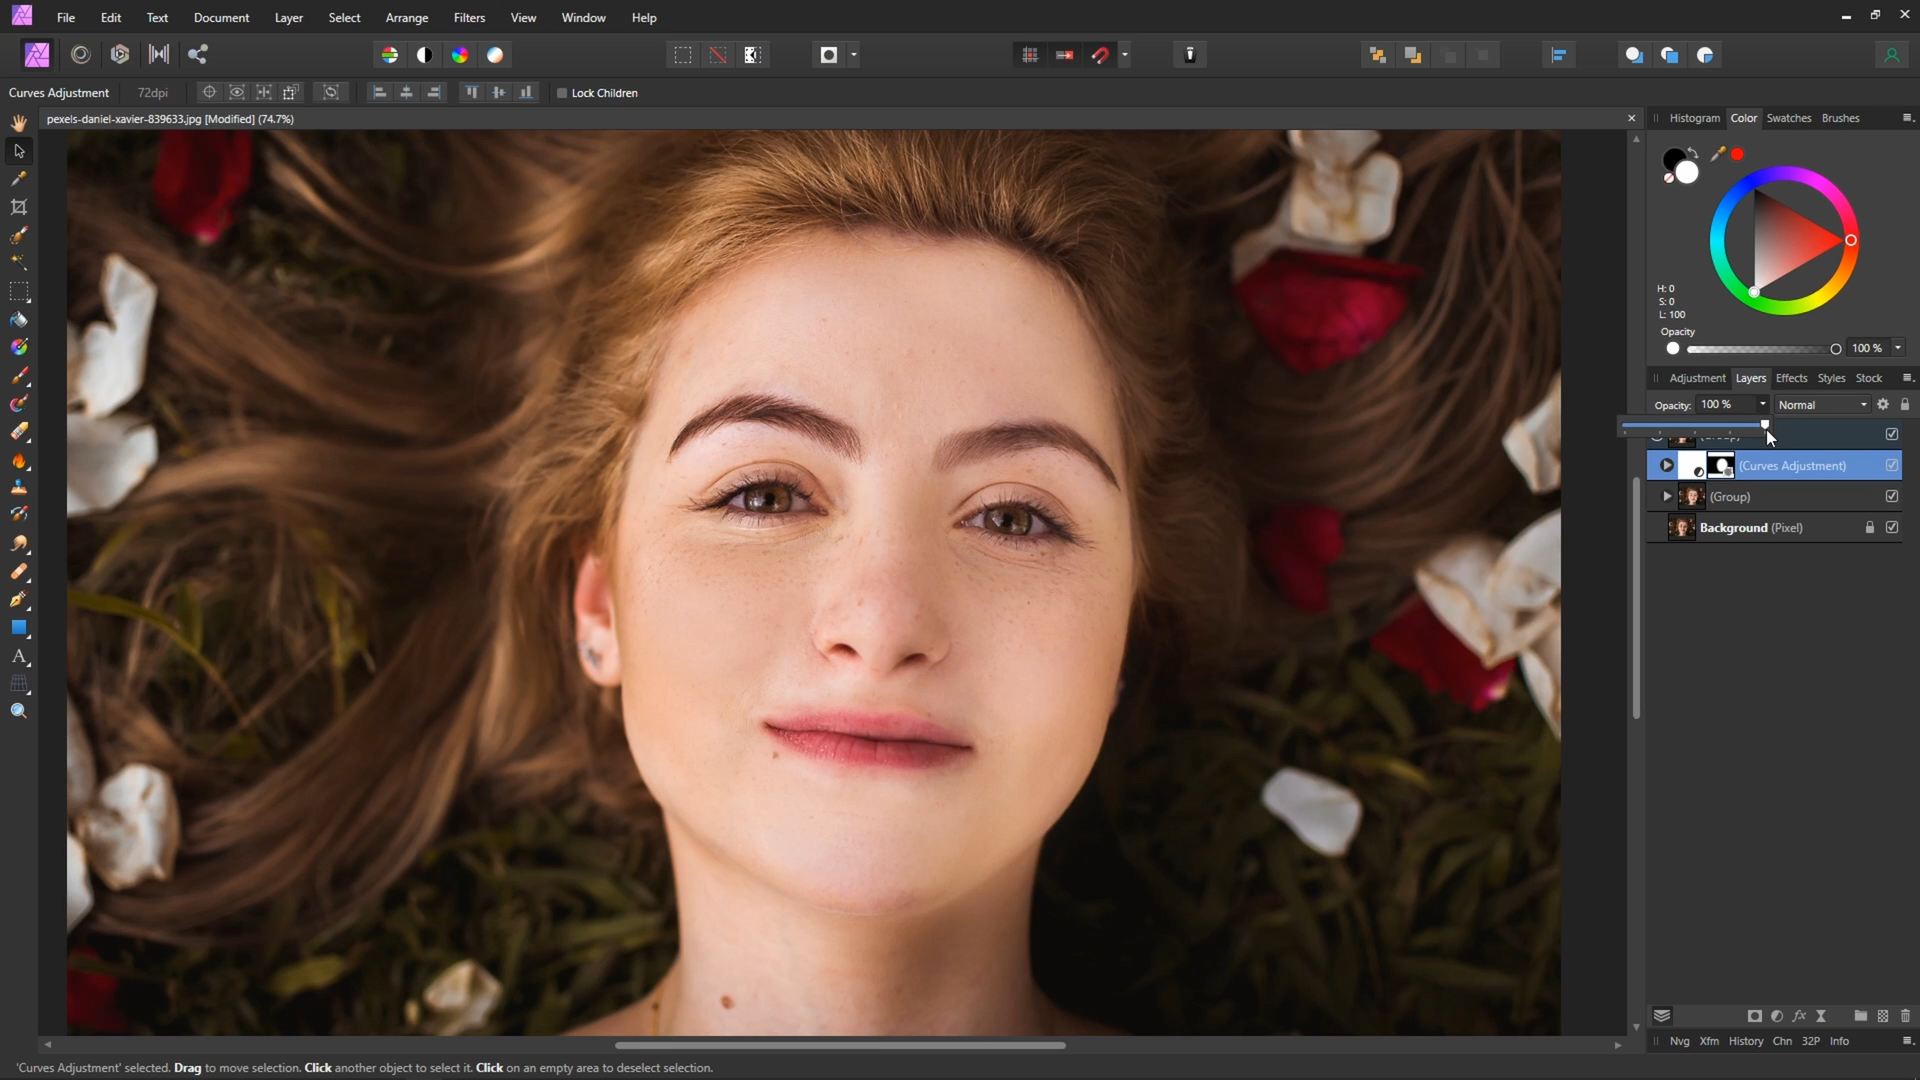 File Edit Text Document Layer Select Arrange Filters View Window Help
Curves Adjustment 72dpi Lock Children
pexels-daniel-xavier-839633.jpg [Modified] (74.7%)
Histogram Color Swatches Brushes
H: 0
S: 0
L: 100
Opacity
100 %
Adjustment Layers Effects Styles Stock
Opacity: 100 % Normal
(Curves Adjustment)
(Group)
Background (Pixel)
fx
Nvg Xfm History Chn 32P Info
'Curves Adjustment' selected. Drag to move selection. Click another object to select it. Click on an empty area to deselect selection.